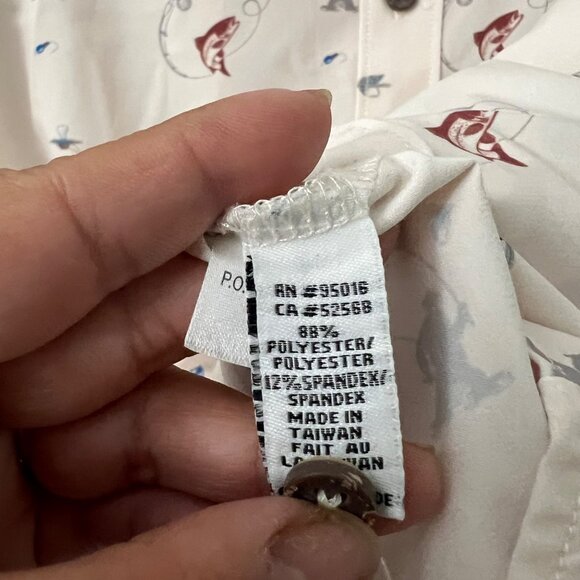 P.O.
RN #95016
CA #52568
88%
POLYESTER/
POLYESTER
12%SPANDEX/
SPANDEX
MADE IN
TAIWAN
FAIT AU